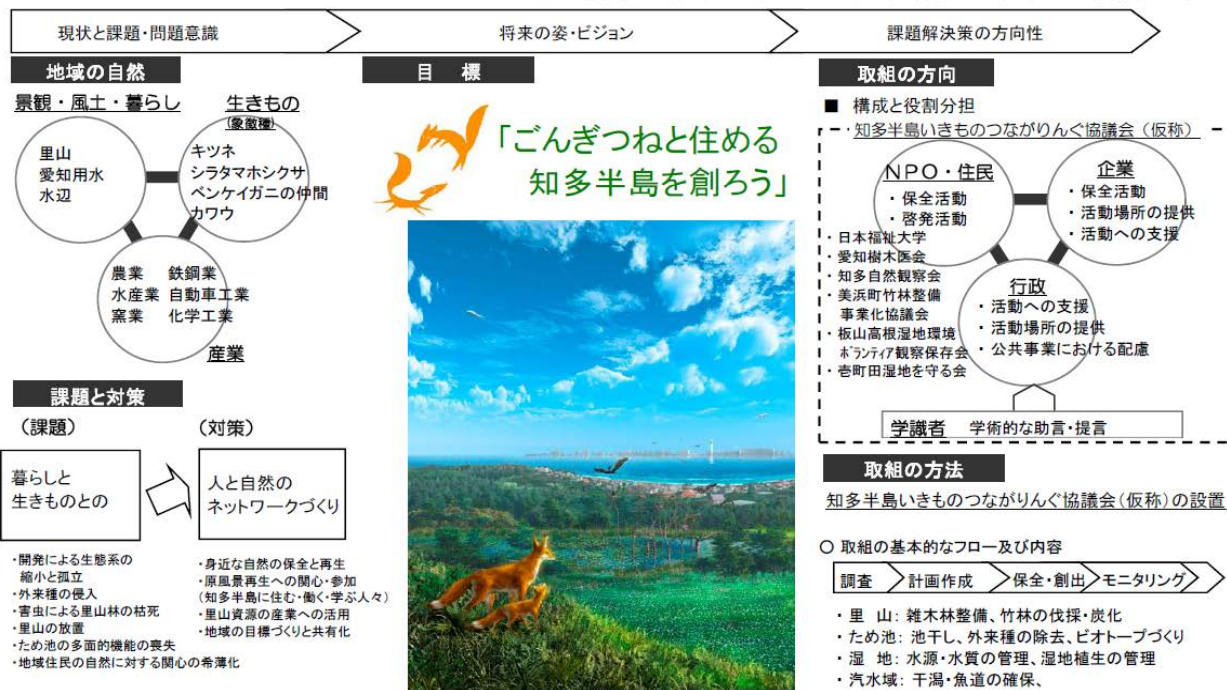 現状と課題・問題意識
将来の姿・ビジョン
課題解決策の方向性
地域の自然
景観・風土・暮らし
生きもの
(象徴種)
里山
愛知用水
水辺
キツネ
シラタマホシクサ
ベンケイガニの仲間
カワウ
農業 鉄鋼業
水産業 自動車工業
窯業 化学工業
産業
課題と対策
(課題)
(対策)
暮らしと
生きものとの
人と自然の
ネットワークづくり
・開発による生態系の
縮小と孤立
・外来種の侵入
・害虫による里山林の枯死
・里山の放置
・ため池の多面的機能の喪失
・地域住民の自然に対する関心の希薄化
・身近な自然の保全と再生
・原風景再生への関心・参加
(知多半島に住む・働く・学ぶ人々)
・里山資源の産業への活用
・地域の目標づくりと共有化
目 標
「ごんぎつねと住める
知多半島を創ろう」
取組の方向
■ 構成と役割分担
知多半島いきものつながりんぐ協議会(仮称)
NPO・住民
・保全活動
・啓発活動
・日本福祉大学
・愛知樹木医会
・知多自然観察会
・美浜町竹林整備
事業化協議会
・板山高根湿地環境
ボランティア観察保存会
・壱町田湿地を守る会
企業
・保全活動
・活動場所の提供
・活動への支援
行政
・活動への支援
・活動場所の提供
・公共事業における配慮
学識者 学術的な助言・提言
取組の方法
知多半島いきものつながりんぐ協議会(仮称)の設置
○ 取組の基本的なフロー及び内容
調査
計画作成
保全・創出
モニタリング
・里 山: 雑木林整備、竹林の伐採・炭化
・ため池: 池干し、外来種の除去、ビオトープづくり
・湿 地: 水源・水質の管理、湿地植生の管理
・汽水域: 干潟・魚道の確保、